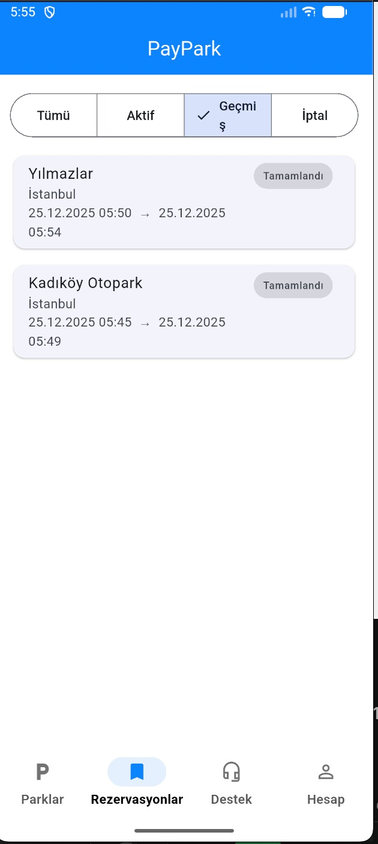 5:55
PayPark
Tümü
Aktif
Geçmi
ş
İptal
Yılmazlar
Tamamlandı
İstanbul
25.12.2025 05:50 → 25.12.2025
05:54
Kadıköy Otopark
Tamamlandı
İstanbul
25.12.2025 05:45 → 25.12.2025
05:49
P
Parklar
Rezervasyonlar
Destek
Hesap